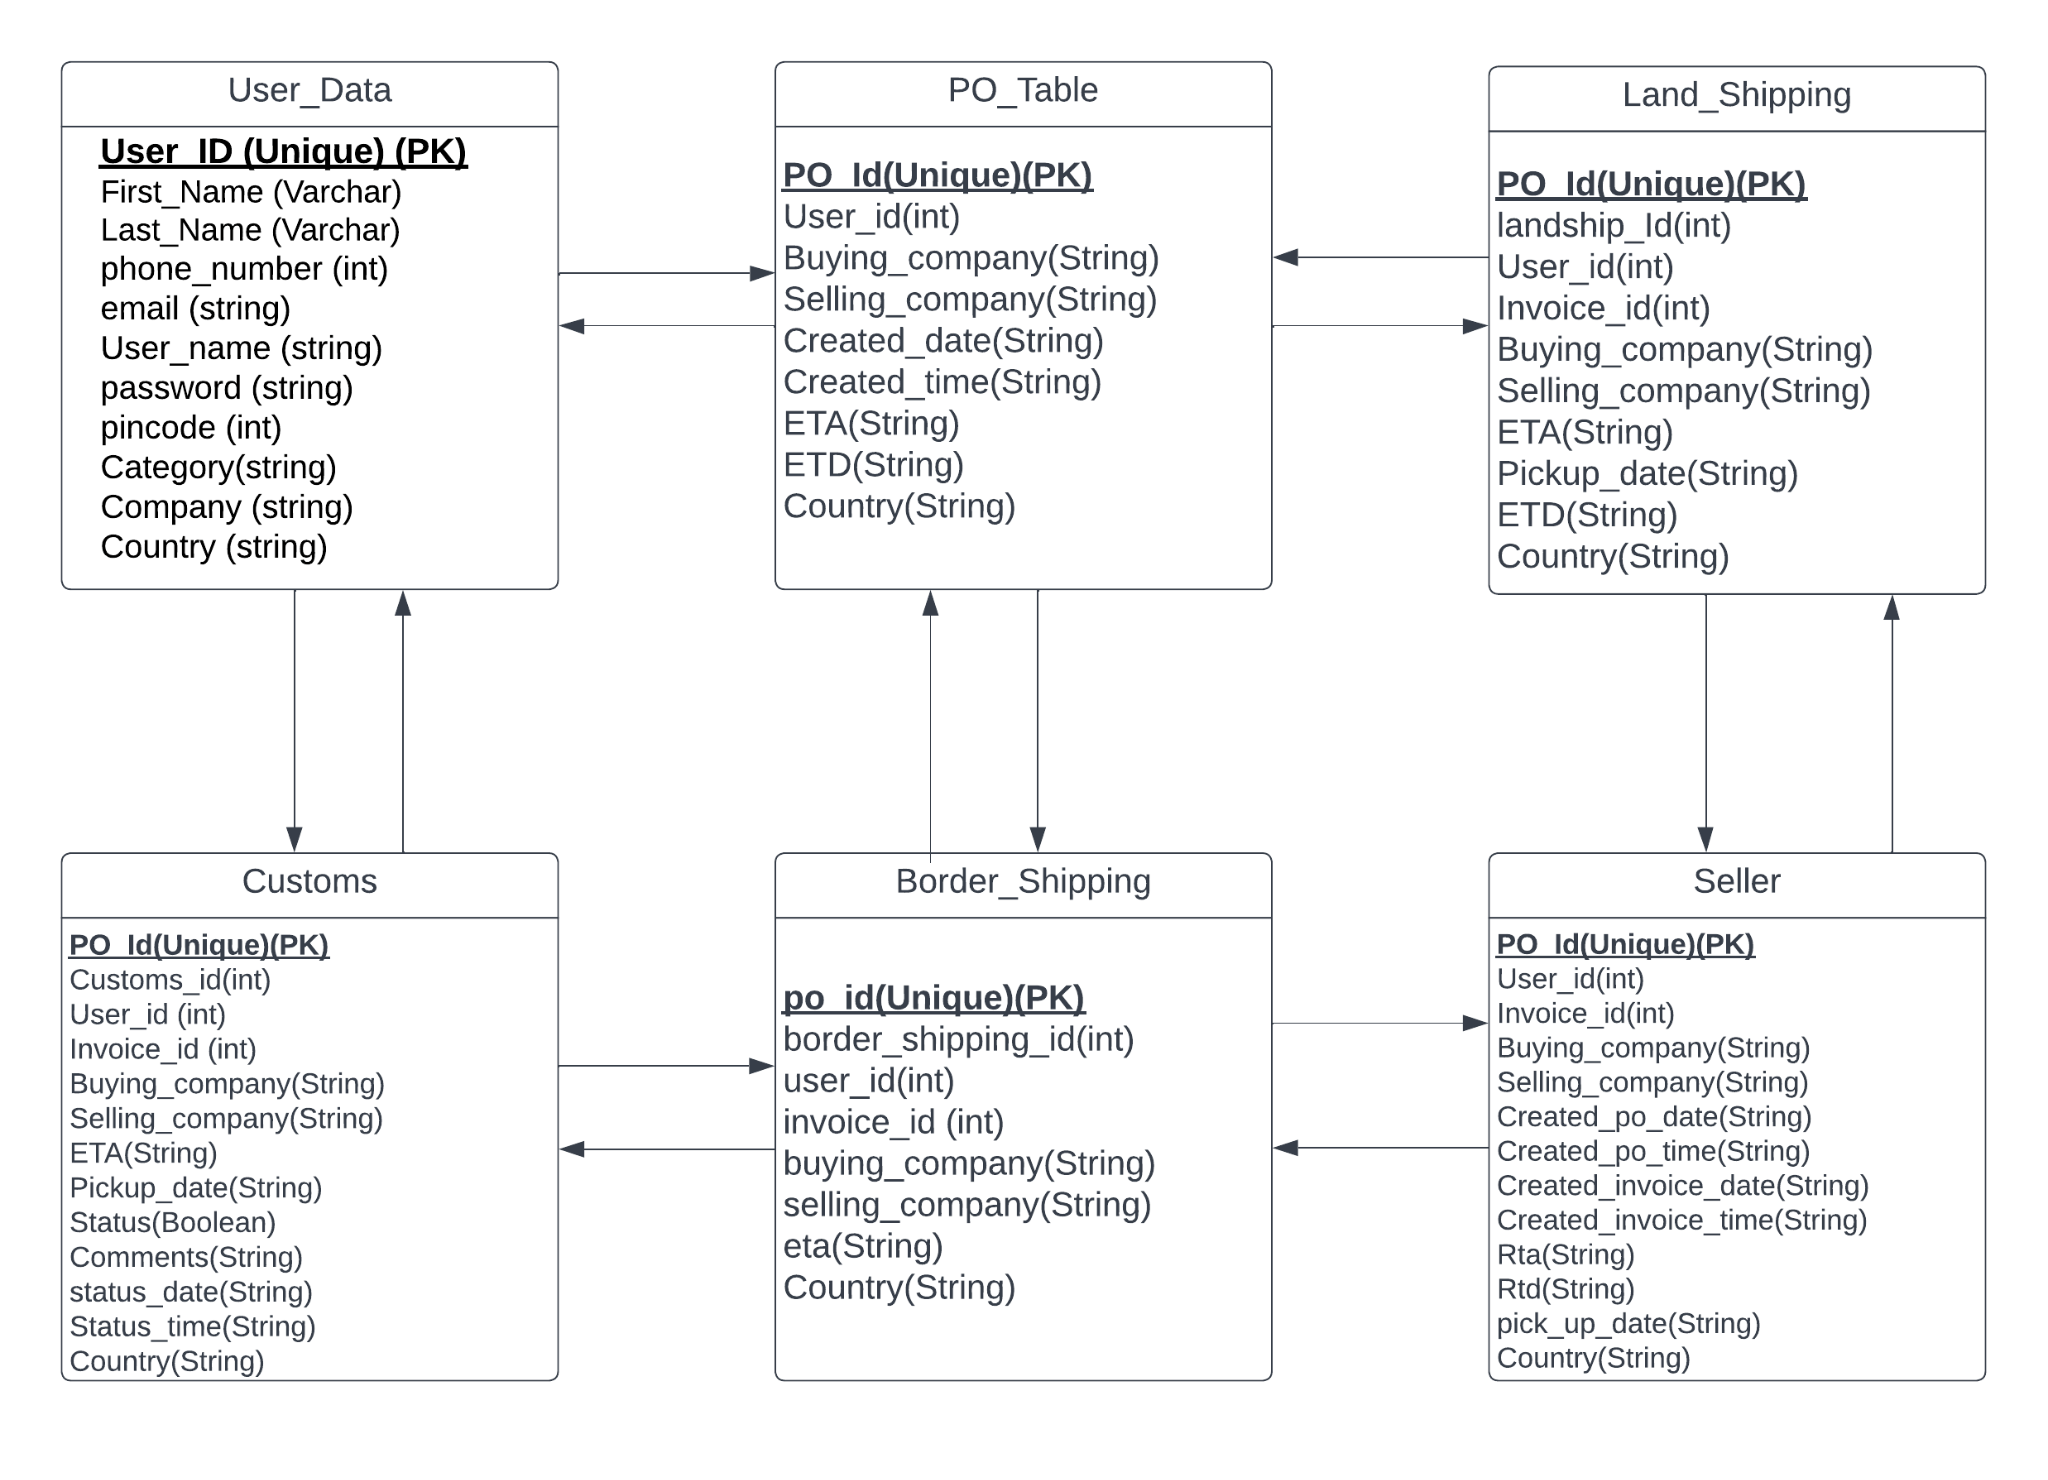 User_Data
User_ID (Unique) (PK)
First_Name (Varchar)
Last_Name (Varchar)
phone_number (int)
email (string)
User_name (string)
password (string)
pincode (int)
Category(string)
Company (string)
Country (string)
PO_Table
PO_Id(Unique)(PK)
User_id(int)
Buying_company(String)
Selling_company(String)
Created_date(String)
Created_time(String)
ETA(String)
ETD(String)
Country(String)
Land_Shipping
PO_Id(Unique)(PK)
landship_Id(int)
User_id(int)
Invoice_id(int)
Buying_company(String)
Selling_company(String)
ETA(String)
Pickup_date(String)
ETD(String)
Country(String)
Customs
PO_Id(Unique)(PK)
Customs_id(int)
User_id (int)
Invoice_id (int)
Buying_company(String)
Selling_company(String)
ETA(String)
Pickup_date(String)
Status(Boolean)
Comments(String)
status_date(String)
Status_time(String)
Country(String)
Border_Shipping
po_id(Unique)(PK)
border_shipping_id(int)
user_id(int)
invoice_id (int)
buying_company(String)
selling_company(String)
eta(String)
Country(String)
Seller
PO_Id(Unique)(PK)
User_id(int)
Invoice_id(int)
Buying_company(String)
Selling_company(String)
Created_po_date(String)
Created_po_time(String)
Created_invoice_date(String)
Created_invoice_time(String)
Rta(String)
Rtd(String)
pick_up_date(String)
Country(String)